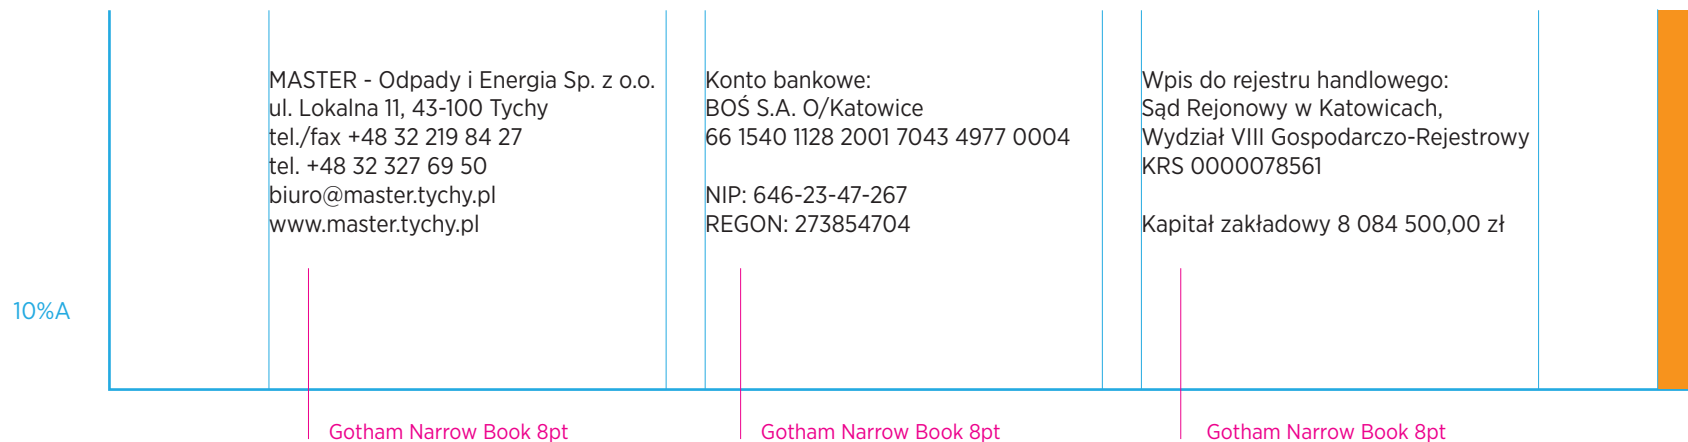 MASTER - Odpady i Energia Sp. z o.o.
ul. Lokalna 11, 43-100 Tychy
tel./fax +48 32 219 84 27
tel. +48 32 327 69 50
biuro@master.tychy.pl
www.master.tychy.pl
Konto bankowe:
BOŚ S.A. O/Katowice
66 1540 1128 2001 7043 4977 0004
NIP: 646-23-47-267
REGON: 273854704
Wpis do rejestru handlowego:
Sąd Rejonowy w Katowicach,
Wydział VIII Gospodarczo-Rejestrowy
KRS 0000078561
Kapitał zakładowy 8 084 500,00 zł
10%A
Gotham Narrow Book 8pt
Gotham Narrow Book 8pt
Gotham Narrow Book 8pt